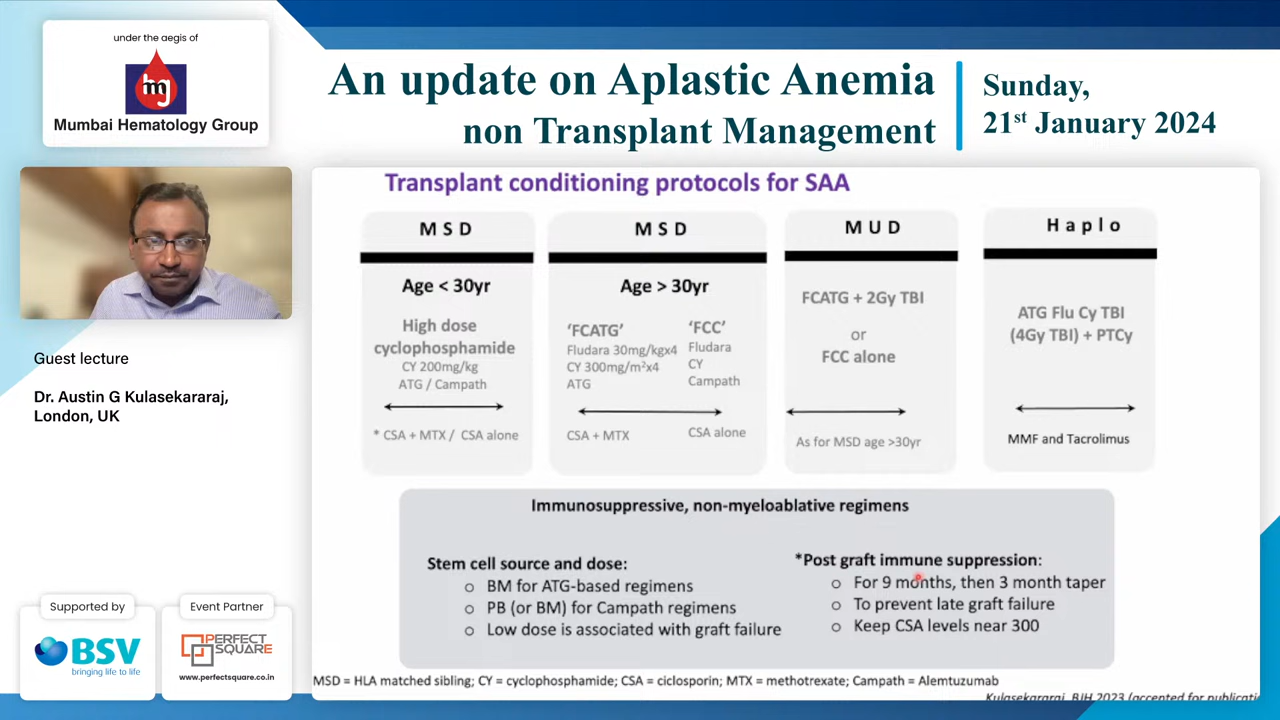 under the aegis of
hg
Mumbai Hematology Group
An update on Aplastic Anemia
non Transplant Management
Sunday,
21st January 2024
Guest lecture
Dr. Austin G Kulasekararaj,
London, UK
Supported by
BSV
bringing life to life
Event Partner
PERFECT
SQUARE
www.perfectsquare.co.in
Transplant conditioning protocols for SAA
MSD
Age < 30yr
High dose
cyclophosphamide
CY 200mg/kg
ATG / Campath
* CSA + MTX / CSA alone
MSD
Age > 30yr
‘FCATG’
Fludara 30mg/kgx4
CY 300mg/m²x4
ATG
CSA + MTX
‘FCC’
Fludara
CY
Campath
CSA alone
MUD
FCATG + 2Gy TBI
or
FCC alone
As for MSD age >30yr
Haplo
ATG Flu Cy TBI
(4Gy TBI) + PTCy
MMF and Tacrolimus
Immunosuppressive, non-myeloablative regimens
Stem cell source and dose:
o BM for ATG-based regimens
o PB (or BM) for Campath regimens
o Low dose is associated with graft failure
*Post graft immune suppression:
o For 9 months, then 3 month taper
o To prevent late graft failure
o Keep CSA levels near 300
MSD = HLA matched sibling; CY = cyclophosphamide; CSA = ciclosporin; MTX = methotrexate; Campath = Alemtuzumab
Kulasekararaj, BJH 2023 (accepted for publicati